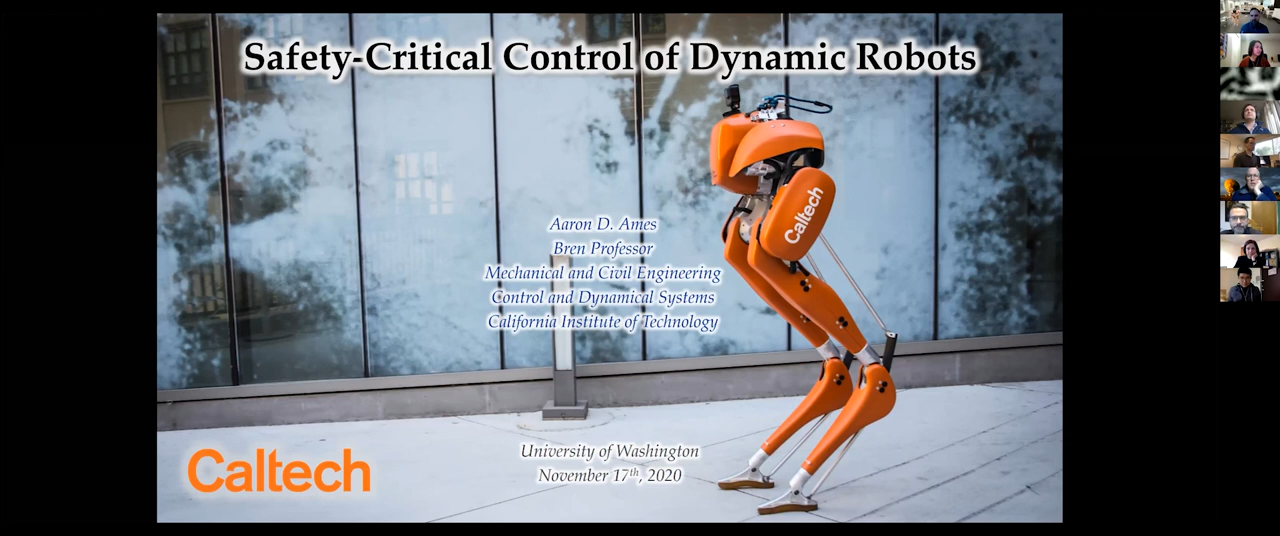 Safety-Critical Control of Dynamic Robots
Aaron D. Ames
Bren Professor
Mechanical and Civil Engineering
Control and Dynamical Systems
California Institute of Technology
Caltech
University of Washington
November 17th, 2020
Caltech